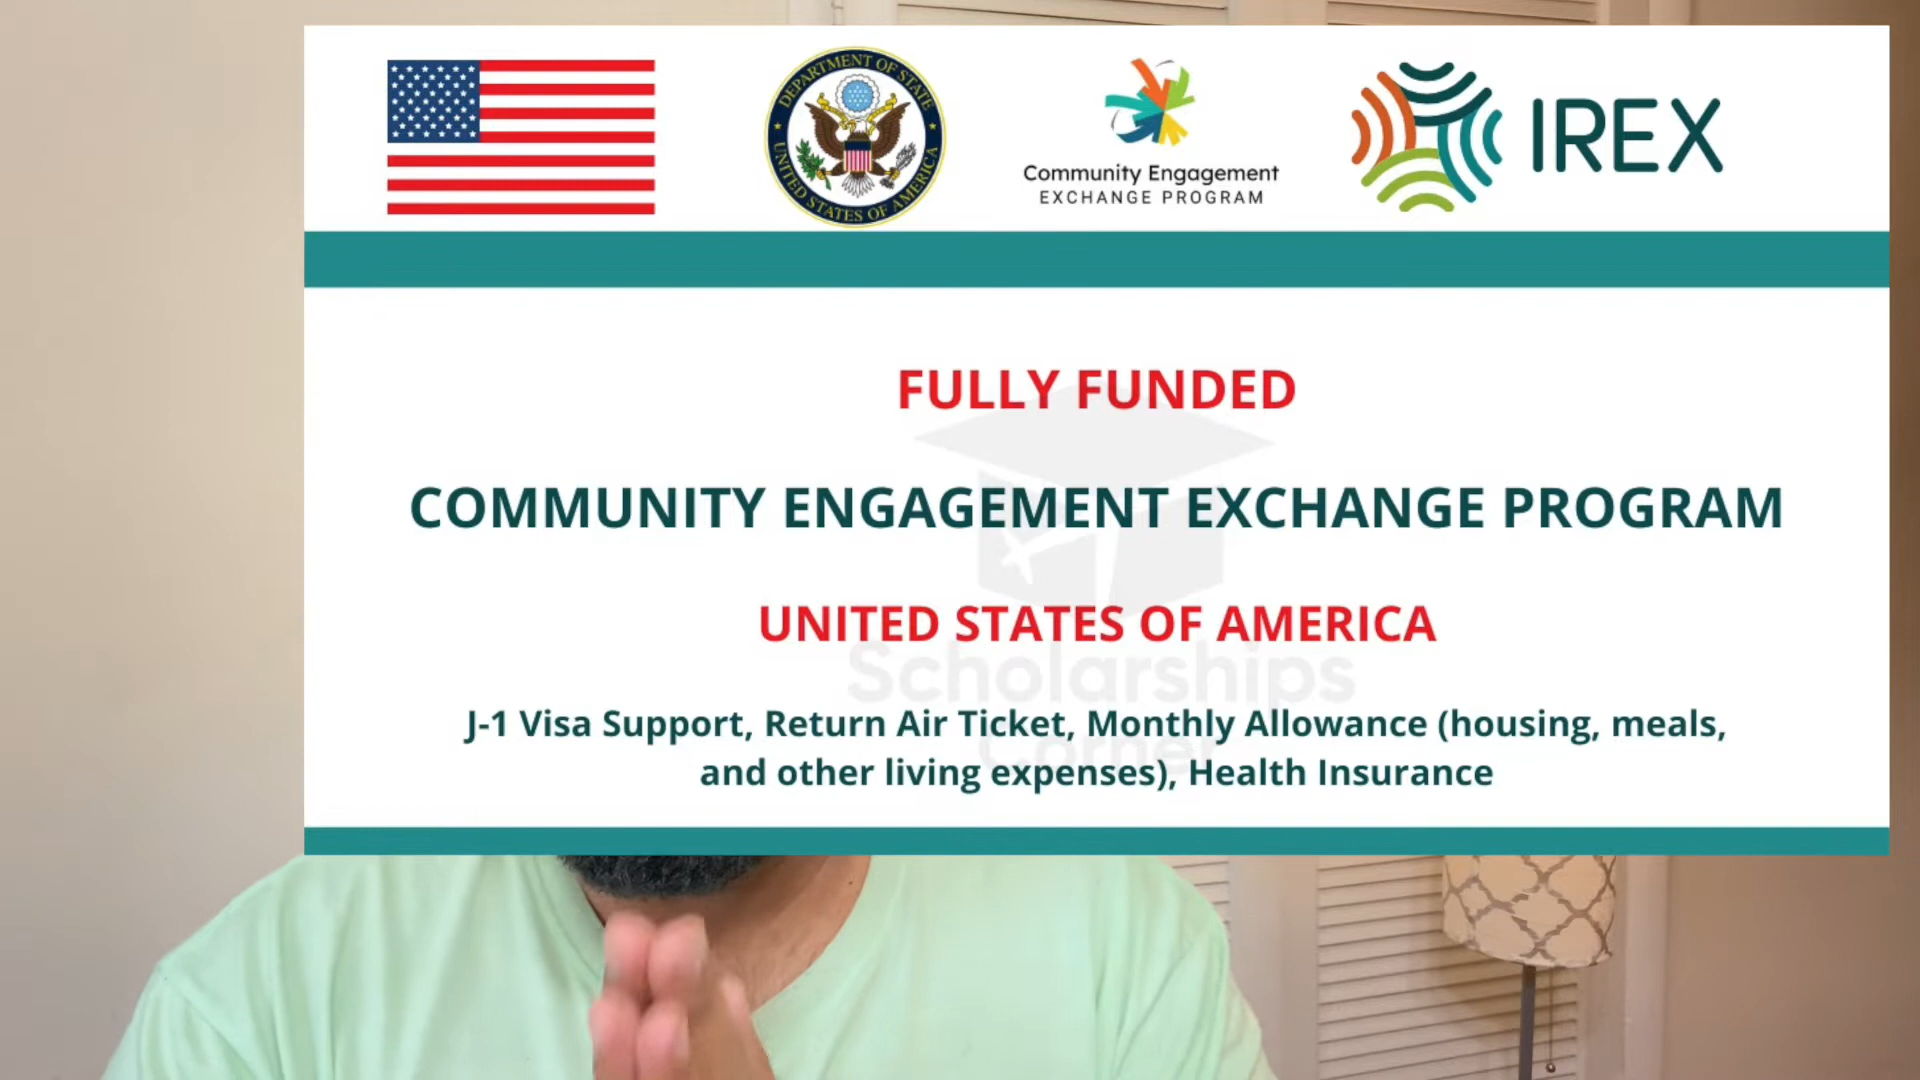 DEPARTMENT OF STATE
UNITED STATES OF AMERICA
Community Engagement
EXCHANGE PROGRAM
IREX
FULLY FUNDED
COMMUNITY ENGAGEMENT EXCHANGE PROGRAM
UNITED STATES OF AMERICA
Scholarships
Corner
J-1 Visa Support, Return Air Ticket, Monthly Allowance (housing, meals,
and other living expenses), Health Insurance